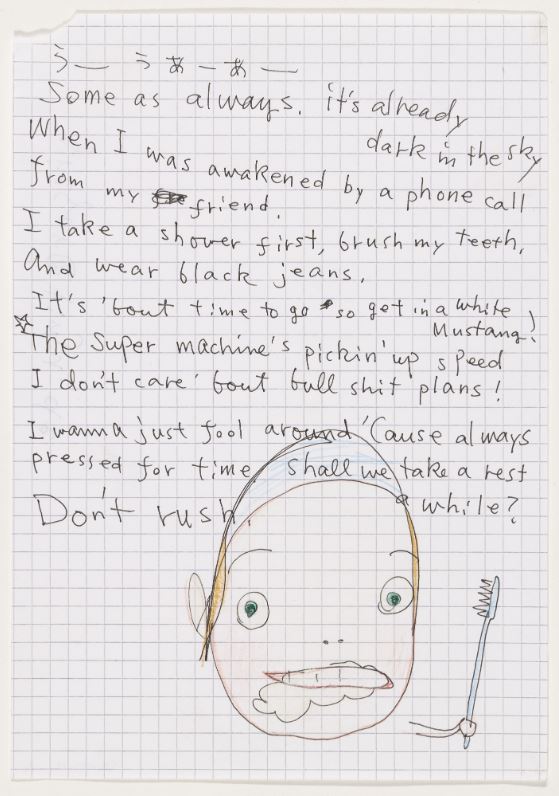 う— うぁーあー
Some as always. it's already
dark in the sky
When I was awakened by a phone call
from my friend.
I take a shower first, brush my teeth,
And wear black jeans.
It's 'bout time to go so get in a white
Mustang!
☆The Super machine's pickin' up speed
I don't care 'bout bull shit plans!
I wanna just fool around 'Cause always
pressed for time shall we take a rest
a while?
Don't rush.